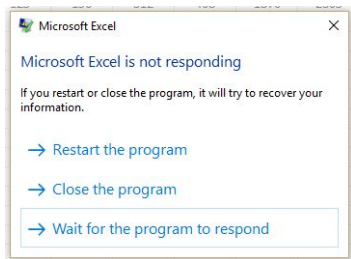 Microsoft Excel
Microsoft Excel is not responding
If you restart or close the program, it will try to recover your
information.
Restart the program
Close the program
Wait for the program to respond